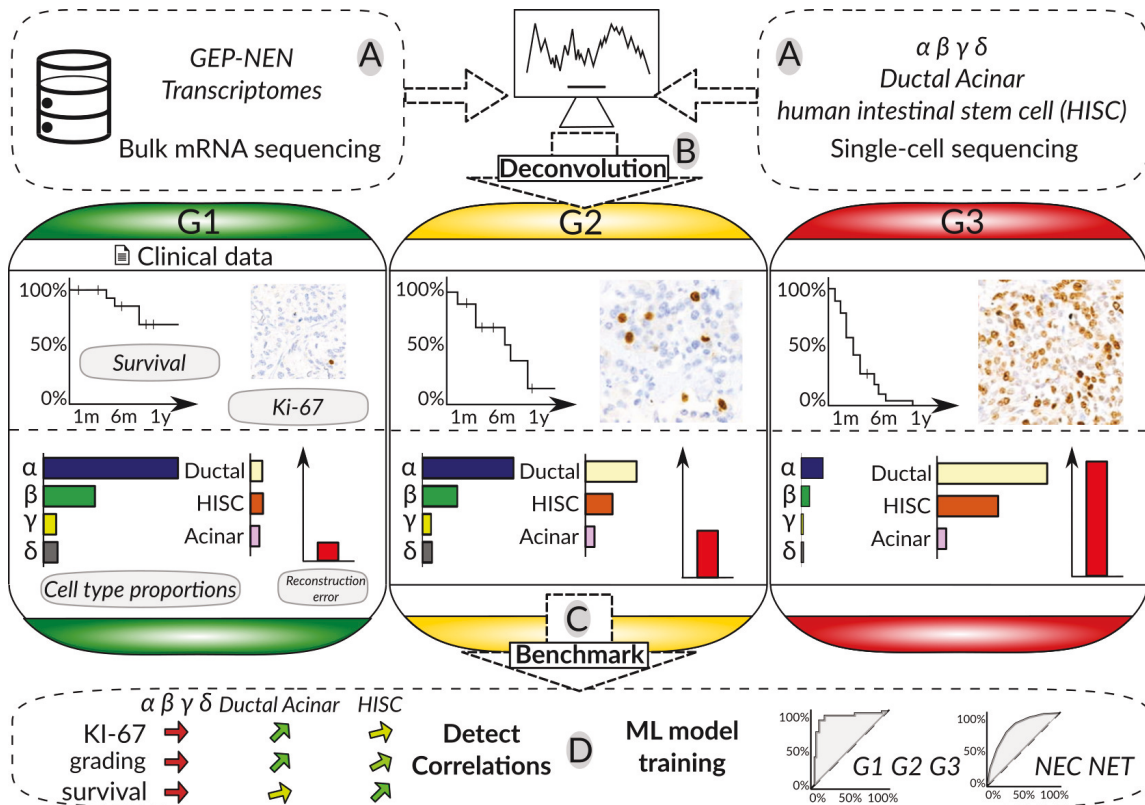 A
GEP-NEN
Transcriptomes
Bulk mRNA sequencing
A
α β γ δ
Ductal Acinar
human intestinal stem cell (HISC)
Single-cell sequencing
B
Deconvolution
G1
Clinical data
100%
50%
0%
1m 6m 1y
Survival
Ki-67
α
β
γ
δ
Ductal
HISC
Acinar
Cell type proportions
Reconstruction
error
G2
100%
50%
0%
1m 6m 1y
α
β
γ
δ
Ductal
HISC
Acinar
G3
100%
50%
0%
1m 6m 1y
α
β
γ
δ
Ductal
HISC
Acinar
C
Benchmark
α β γ δ Ductal Acinar HISC
KI-67
grading
survival
Detect
Correlations
D
ML model
training
100%
50%
0%
0% 50% 100%
G1 G2 G3
100%
50%
0%
0% 50% 100%
NEC NET